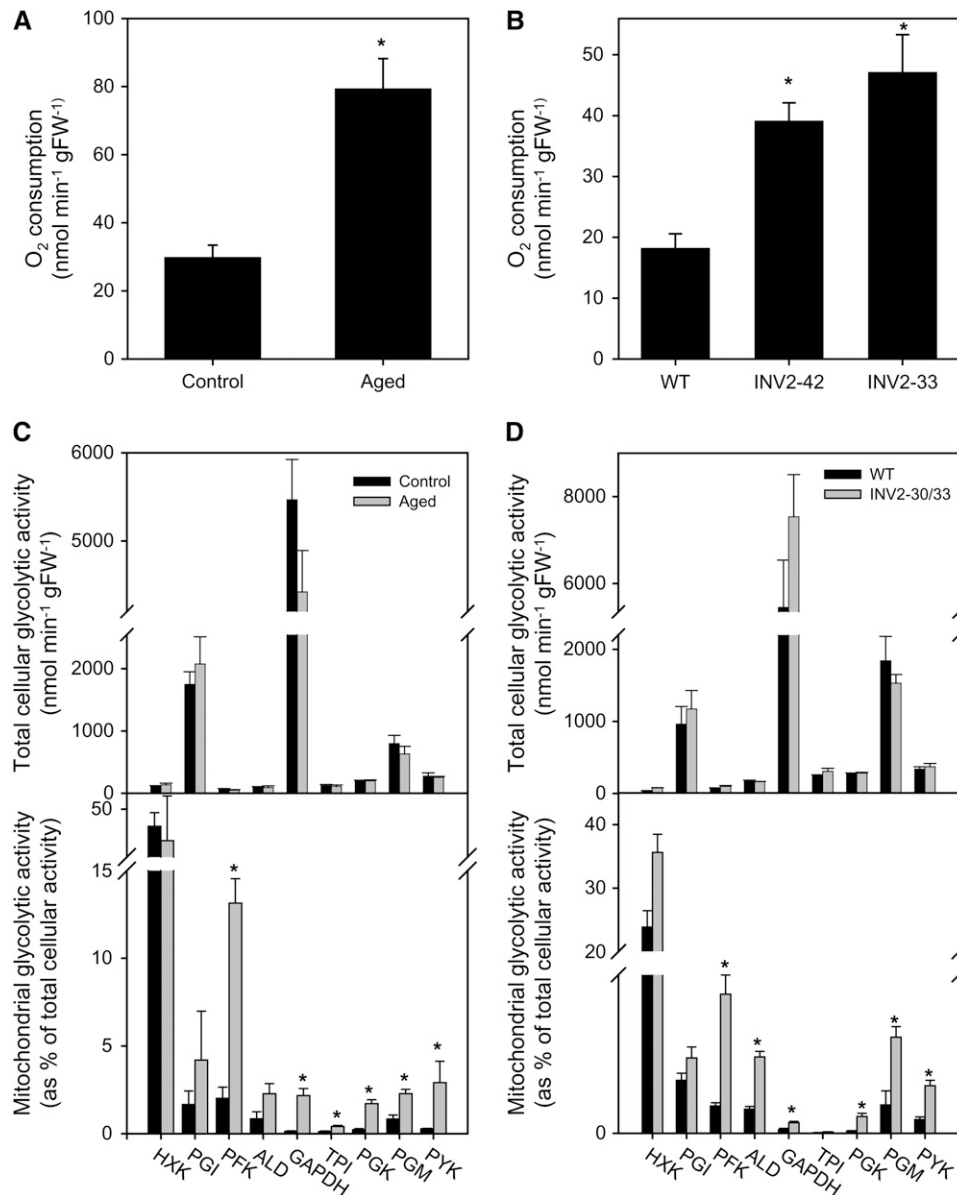 A
O2 consumption
(nmol min-1 gFW-1)
100
80
60
40
20
0
*
Control
Aged
B
O2 consumption
(nmol min-1 gFW-1)
50
40
30
20
10
0
*
*
WT
INV2-42
INV2-33
C
Total cellular glycolytic activity
(nmol min-1 gFW-1)
6000
5000
2000
1000
0
Control
Aged
Mitochondrial glycolytic activity
(as % of total cellular activity)
50
15
10
5
0
*
*
*
*
*
*
HXK
PGI
PFK
ALD
GAPDH
TPI
PGK
PGM
PYK
D
Total cellular glycolytic activity
(nmol min-1 gFW-1)
8000
6000
2000
1000
0
WT
INV2-30/33
Mitochondrial glycolytic activity
(as % of total cellular activity)
40
30
20
0
*
*
*
*
*
*
HXK
PGI
PFK
ALD
GAPDH
TPI
PGK
PGM
PYK